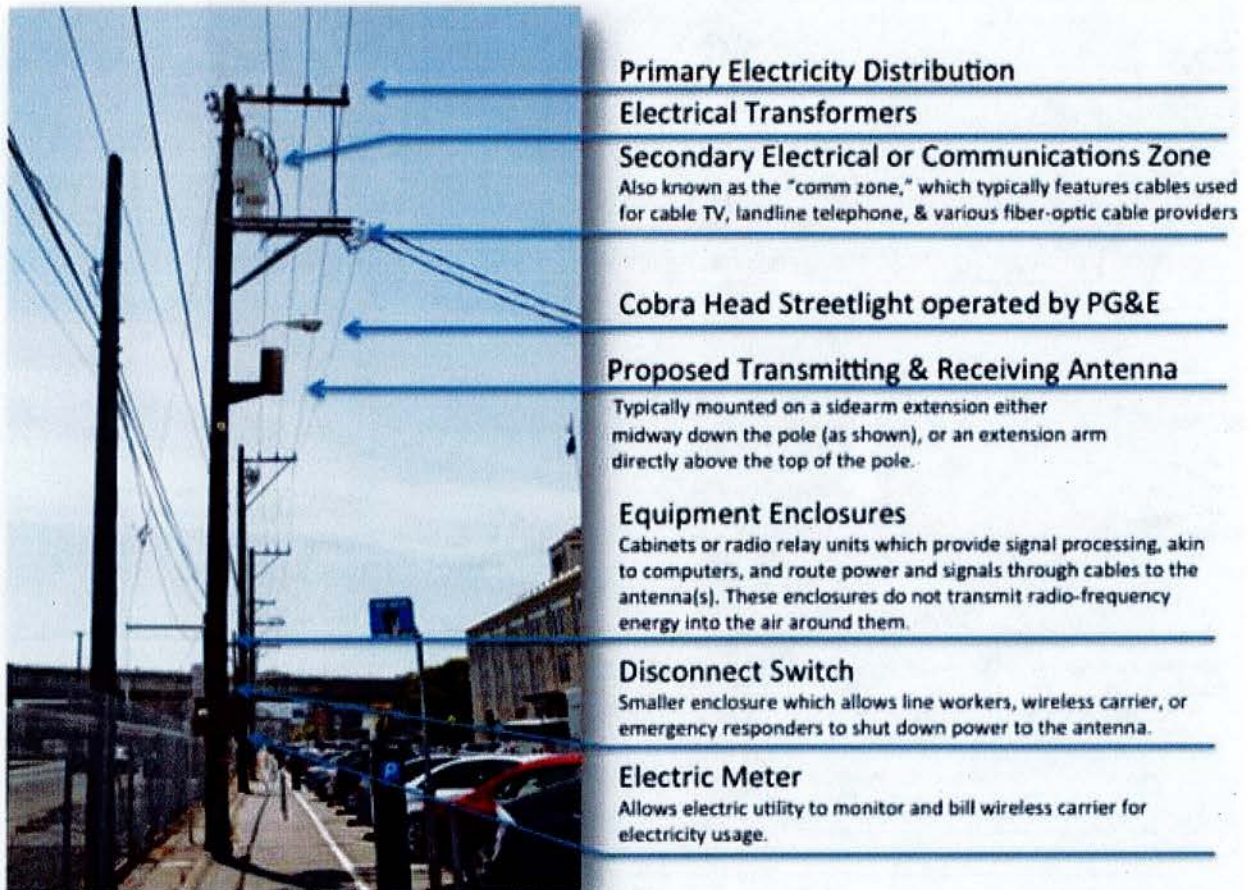 Primary Electricity Distribution
Electrical Transformers
Secondary Electrical or Communications Zone
Also known as the "comm zone," which typically features cables used
for cable TV, landline telephone, & various fiber-optic cable providers
Cobra Head Streetlight operated by PG&E
Proposed Transmitting & Receiving Antenna
Typically mounted on a sidearm extension either
midway down the pole (as shown), or an extension arm
directly above the top of the pole.
Equipment Enclosures
Cabinets or radio relay units which provide signal processing, akin
to computers, and route power and signals through cables to the
antenna(s). These enclosures do not transmit radio-frequency
energy into the air around them.
Disconnect Switch
Smaller enclosure which allows line workers, wireless carrier, or
emergency responders to shut down power to the antenna.
Electric Meter
Allows electric utility to monitor and bill wireless carrier for
electricity usage.